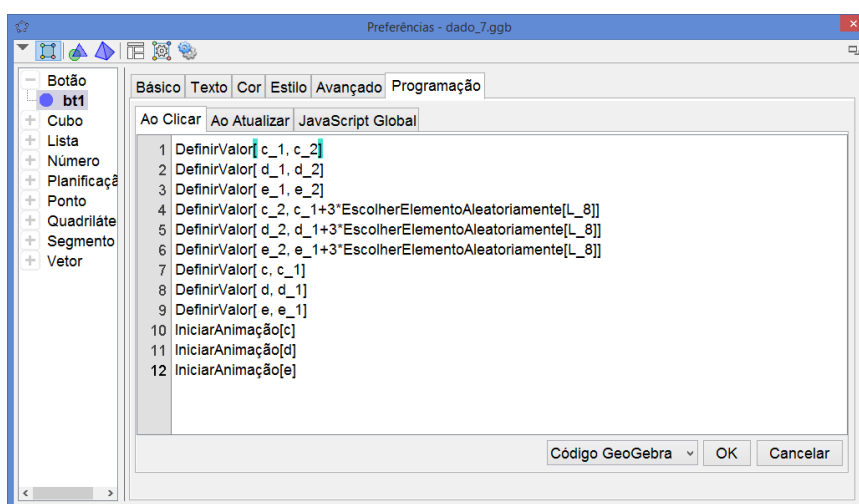 Preferências - dado_7.ggb
Botão
bt1
Cubo
Lista
Número
Planificaçã
Ponto
Quadriláte
Segmento
Vetor
Básico Texto Cor Estilo Avançado Programação
Ao Clicar Ao Atualizar JavaScript Global
1 DefinirValor[ c_1, c_2]
2 DefinirValor[ d_1, d_2]
3 DefinirValor[ e_1, e_2]
4 DefinirValor[ c_2, c_1+3*EscolherElementoAleatoriamente[L_8]]
5 DefinirValor[ d_2, d_1+3*EscolherElementoAleatoriamente[L_8]]
6 DefinirValor[ e_2, e_1+3*EscolherElementoAleatoriamente[L_8]]
7 DefinirValor[ c, c_1]
8 DefinirValor[ d, d_1]
9 DefinirValor[ e, e_1]
10 IniciarAnimação[c]
11 IniciarAnimação[d]
12 IniciarAnimação[e]
Código GeoGebra OK Cancelar